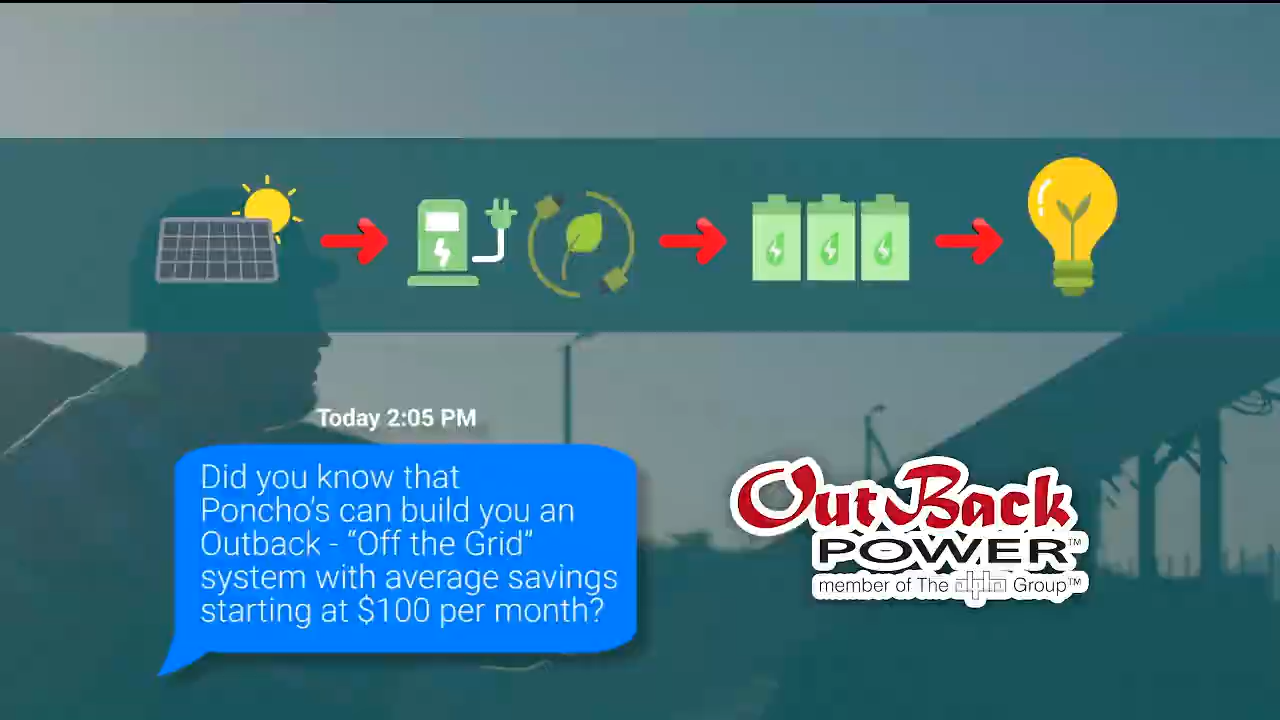 Today 2:05 PM
Did you know that
Poncho’s can build you an
Outback - “Off the Grid”
system with average savings
starting at $100 per month?
OutBack
POWER™
member of The alpha Group™